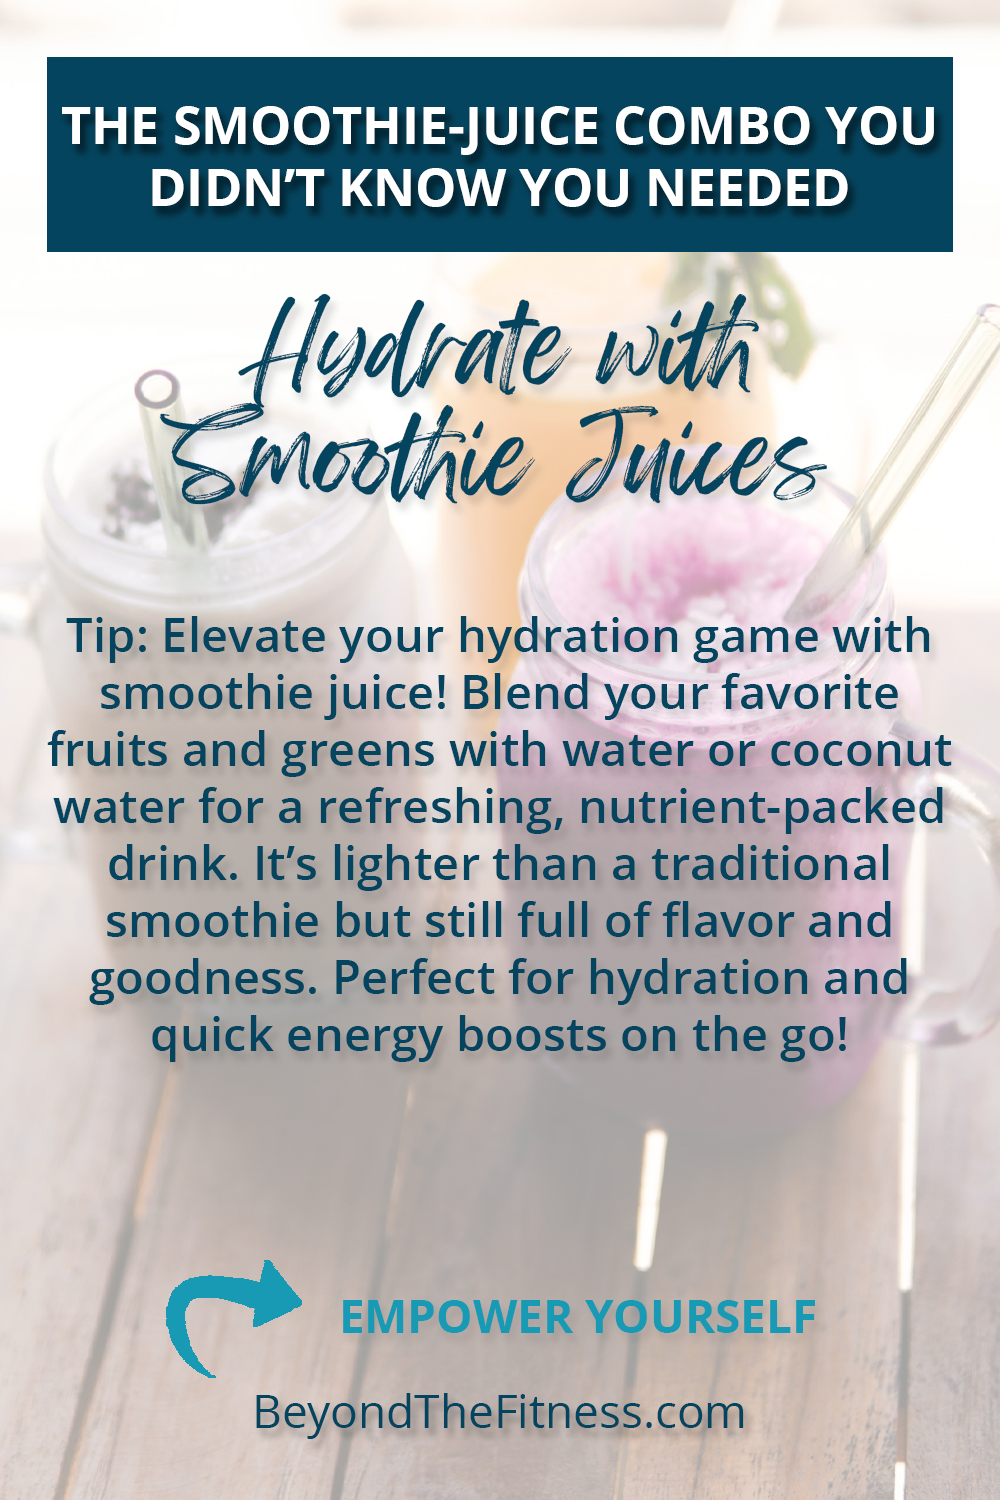 THE SMOOTHIE-JUICE COMBO YOU
DIDN’T KNOW YOU NEEDED
Hydrate with
Smoothie Juices
Tip: Elevate your hydration game with
smoothie juice! Blend your favorite
fruits and greens with water or coconut
water for a refreshing, nutrient-packed
drink. It’s lighter than a traditional
smoothie but still full of flavor and
goodness. Perfect for hydration and
quick energy boosts on the go!
EMPOWER YOURSELF
BeyondTheFitness.com